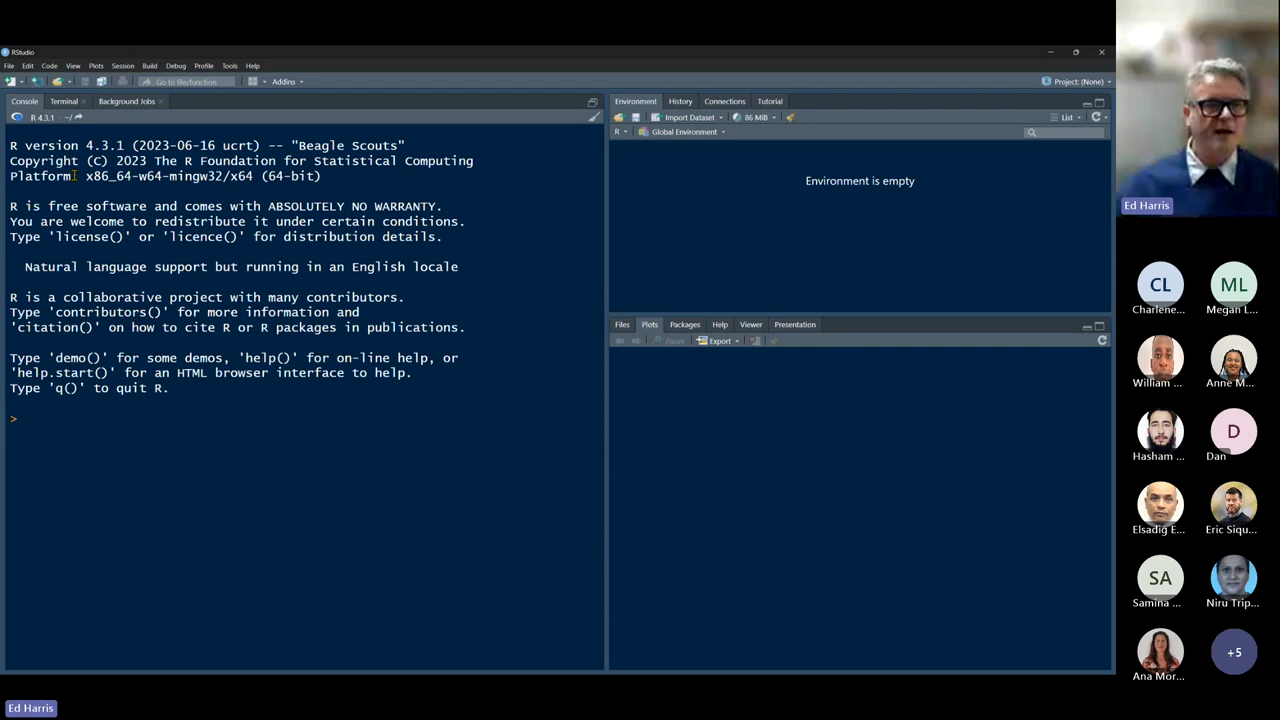 RStudio
File Edit Code View Plots Session Build Debug Profile Tools Help
Go to file/function
Addins
Project: (None)
Console Terminal Background Jobs
R 4.3.1 · ~/
R version 4.3.1 (2023-06-16 ucrt) -- "Beagle Scouts"
Copyright (C) 2023 The R Foundation for Statistical Computing
Platform: x86_64-w64-mingw32/x64 (64-bit)
R is free software and comes with ABSOLUTELY NO WARRANTY.
You are welcome to redistribute it under certain conditions.
Type 'license()' or 'licence()' for distribution details.
Natural language support but running in an English locale
R is a collaborative project with many contributors.
Type 'contributors()' for more information and
'citation()' on how to cite R or R packages in publications.
Type 'demo()' for some demos, 'help()' for on-line help, or
'help.start()' for an HTML browser interface to help.
Type 'q()' to quit R.
>
Environment History Connections Tutorial
Import Dataset 86 MiB List
R Global Environment
Environment is empty
Files Plots Packages Help Viewer Presentation
Zoom Export
Ed Harris
CL ML
Charlene... Megan L...
William ... Anne M...
D
Hasham ... Dan
Elsadig E... Eric Siqu...
SA
Samina ... Niru Trip...
+5
Ana Mor...
Ed Harris